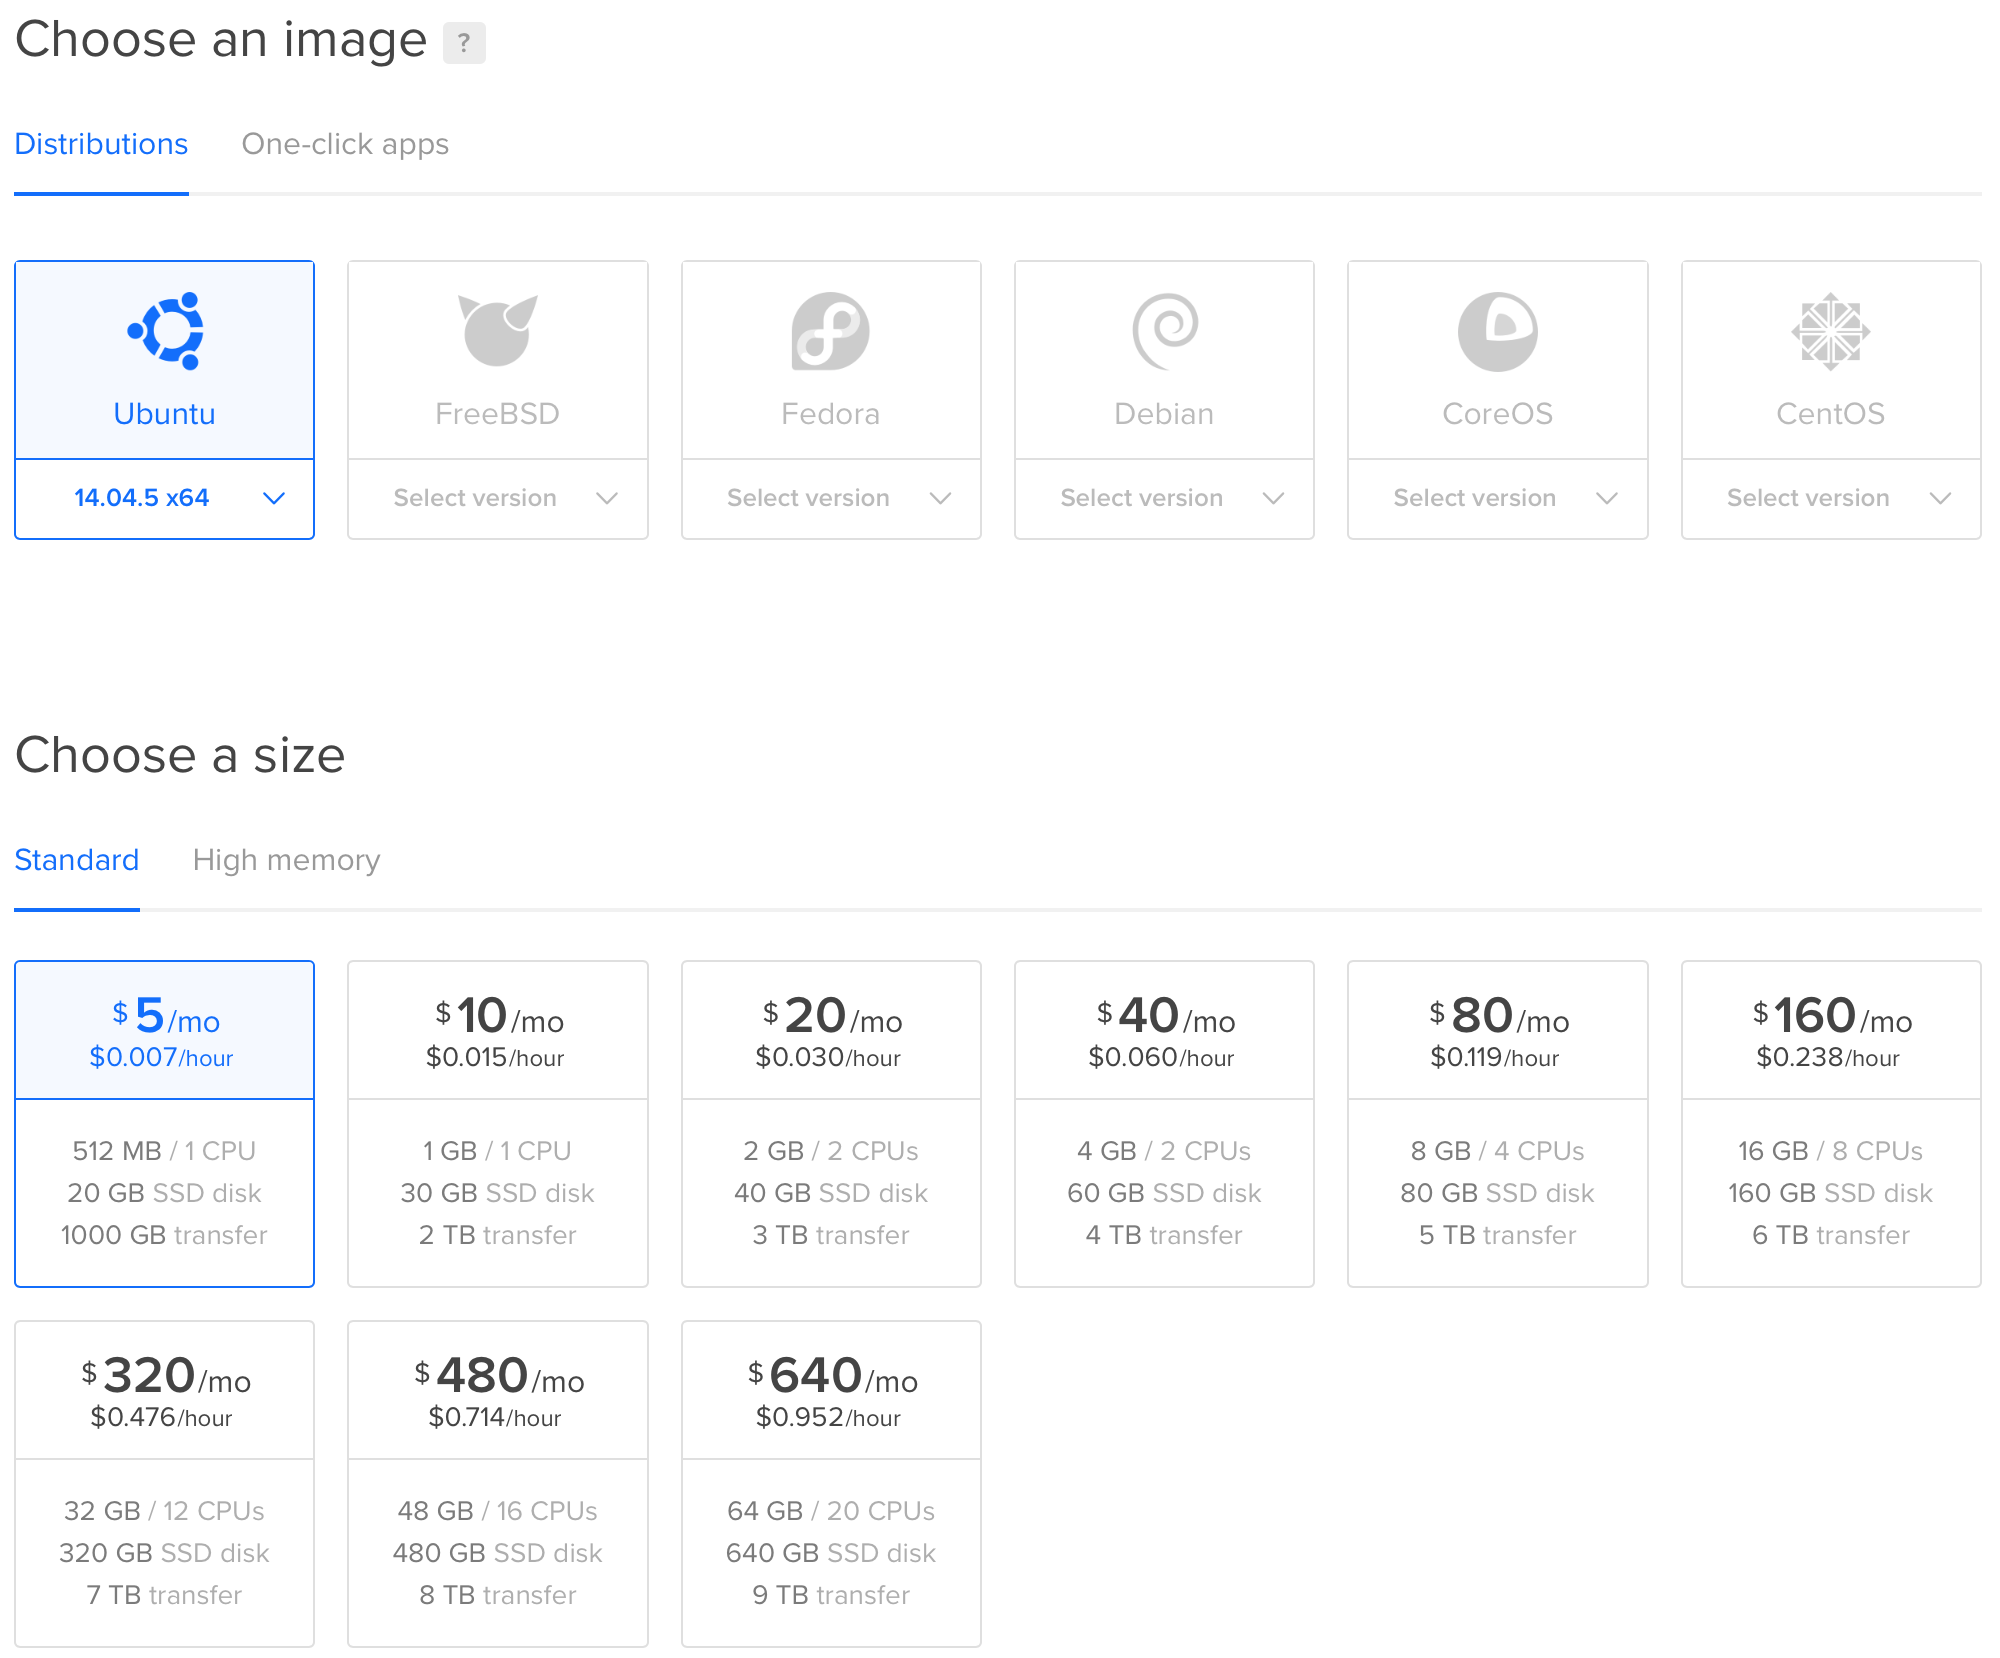 Choose an image ?
Distributions One-click apps
Ubuntu FreeBSD Fedora Debian CoreOS CentOS
14.04.5 x64 Select version Select version Select version Select version Select version
Choose a size
Standard High memory
$5/mo $10/mo $20/mo $40/mo $80/mo $160/mo
$0.007/hour $0.015/hour $0.030/hour $0.060/hour $0.119/hour $0.238/hour
512 MB / 1 CPU 1 GB / 1 CPU 2 GB / 2 CPUs 4 GB / 2 CPUs 8 GB / 4 CPUs 16 GB / 8 CPUs
20 GB SSD disk 30 GB SSD disk 40 GB SSD disk 60 GB SSD disk 80 GB SSD disk 160 GB SSD disk
1000 GB transfer 2 TB transfer 3 TB transfer 4 TB transfer 5 TB transfer 6 TB transfer
$320/mo $480/mo $640/mo
$0.476/hour $0.714/hour $0.952/hour
32 GB / 12 CPUs 48 GB / 16 CPUs 64 GB / 20 CPUs
320 GB SSD disk 480 GB SSD disk 640 GB SSD disk
7 TB transfer 8 TB transfer 9 TB transfer